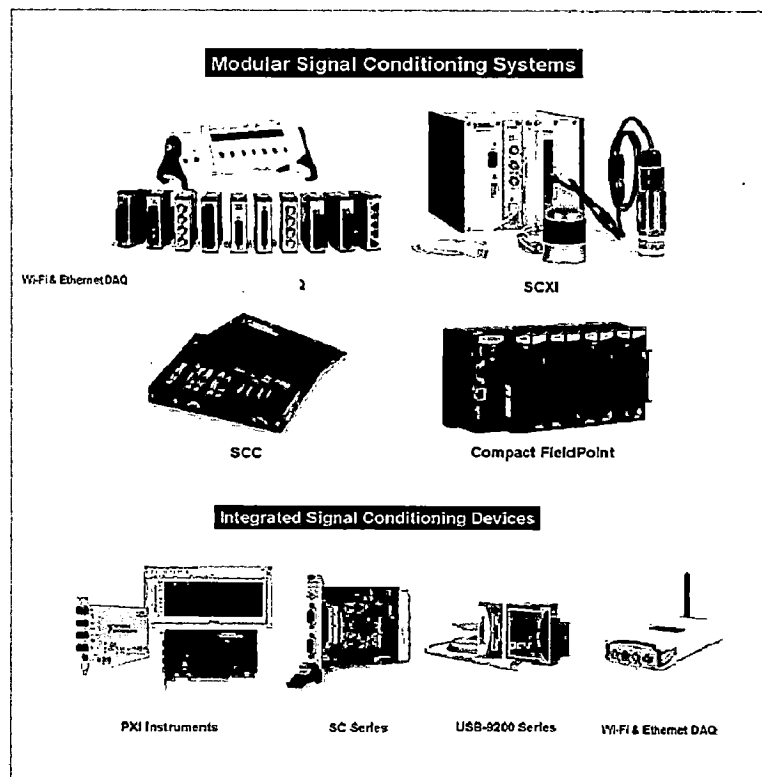 Modular Signal Conditioning Systems
Wi-Fi & Ethernet DAQ
Q
SCXI
SCC
Compact FieldPoint
Integrated Signal Conditioning Devices
PXI Instruments
SC Series
USB-9200 Series
Wi-Fi & Ethernet DAQ